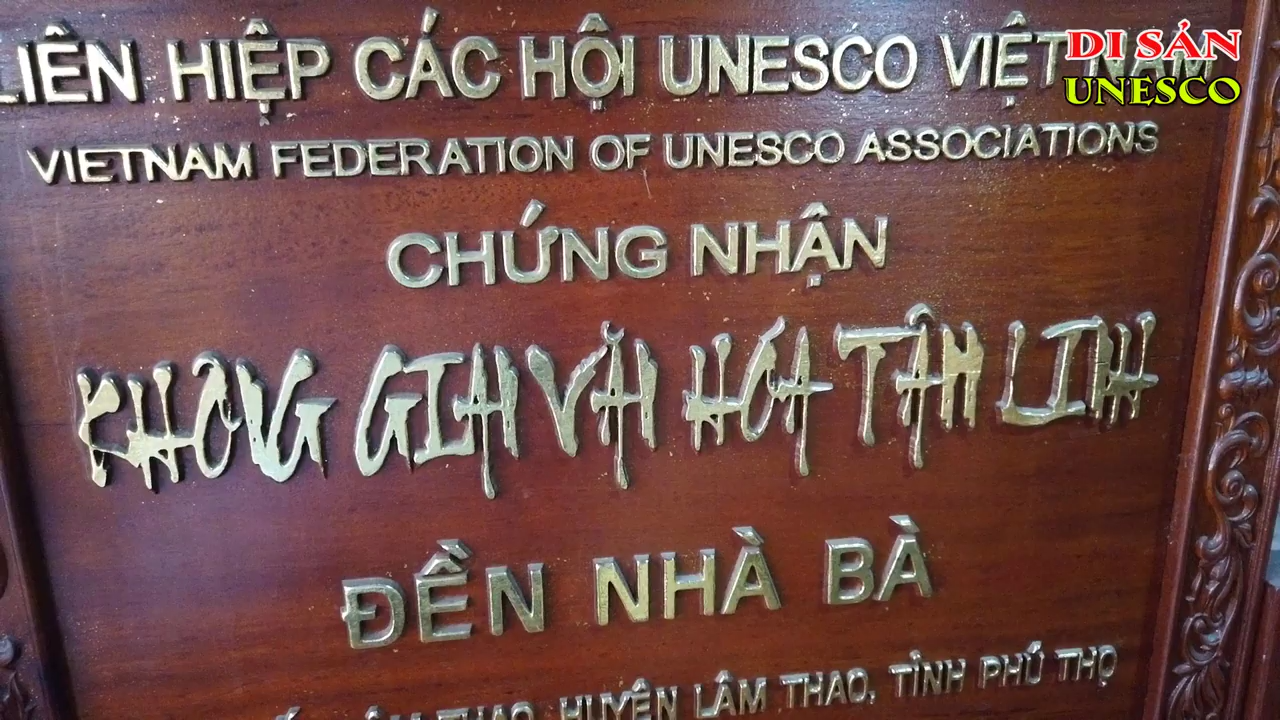 LIÊN HIỆP CÁC HỘI UNESCO VIỆT NAM
DI SẢN
UNESCO
VIETNAM FEDERATION OF UNESCO ASSOCIATIONS
CHỨNG NHẬN
KHÔNG GIAN VĂN HÓA TÂM LINH
ĐỀN NHÀ BÀ
THAO, HUYỆN LÂM THAO, TỈNH PHÚ THỌ